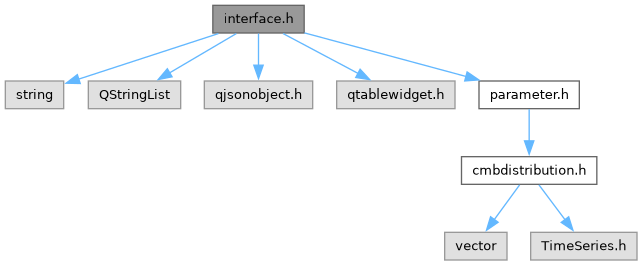 interface.h
string
QStringList
qjsonobject.h
qtablewidget.h
parameter.h
cmbdistribution.h
vector
TimeSeries.h